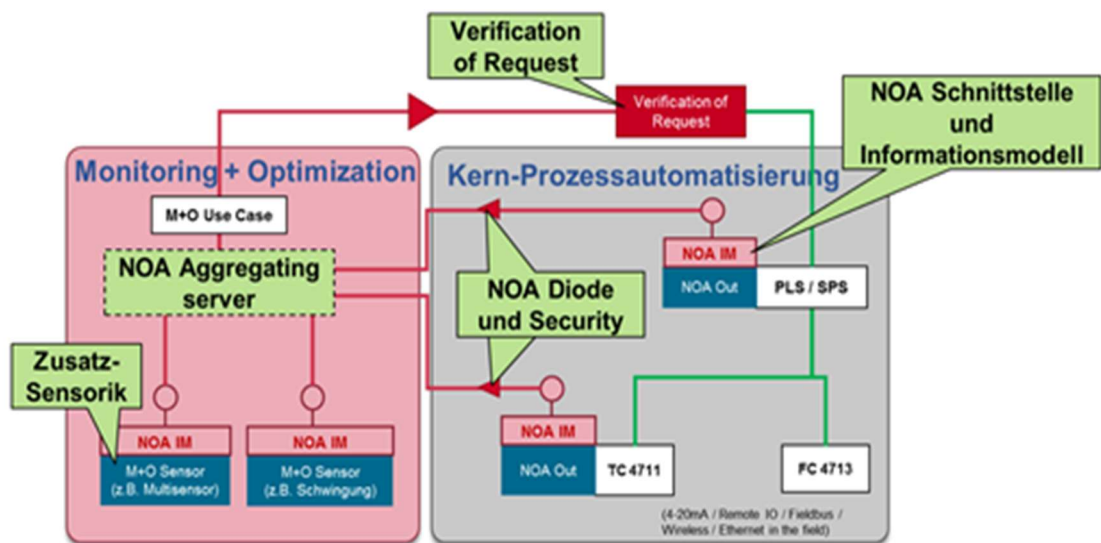 Verification
of Request
Verification of
Request
NOA Schnittstelle
und
Informationsmodell
Monitoring + Optimization
Kern-Prozessautomatisierung
M+O Use Case
NOA Aggregating
server
NOA IM
NOA Out
PLS / SPS
NOA Diode
und Security
Zusatz-
Sensorik
NOA IM
M+O Sensor
(z.B. Multisensor)
NOA IM
M+O Sensor
(z.B. Schwingung)
NOA IM
NOA Out
TC 4711
FC 4713
(4-20mA / Remote IO / Fieldbus /
Wireless / Ethernet in the field)